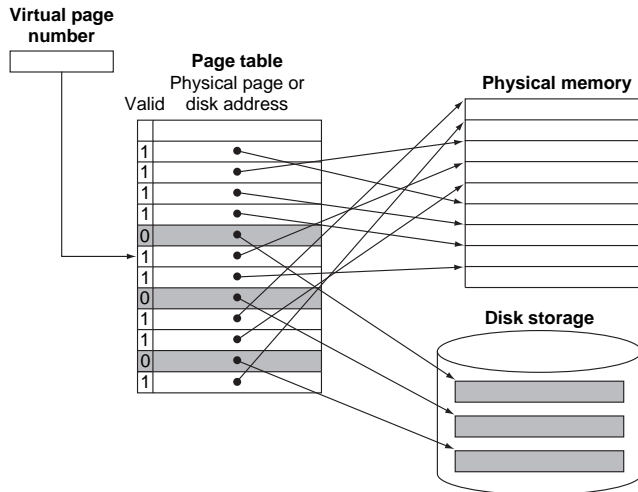 Virtual page
number
Page table
Physical page or
disk address
Valid
Physical memory
1
1
1
1
0
1
1
0
1
1
0
1
Disk storage